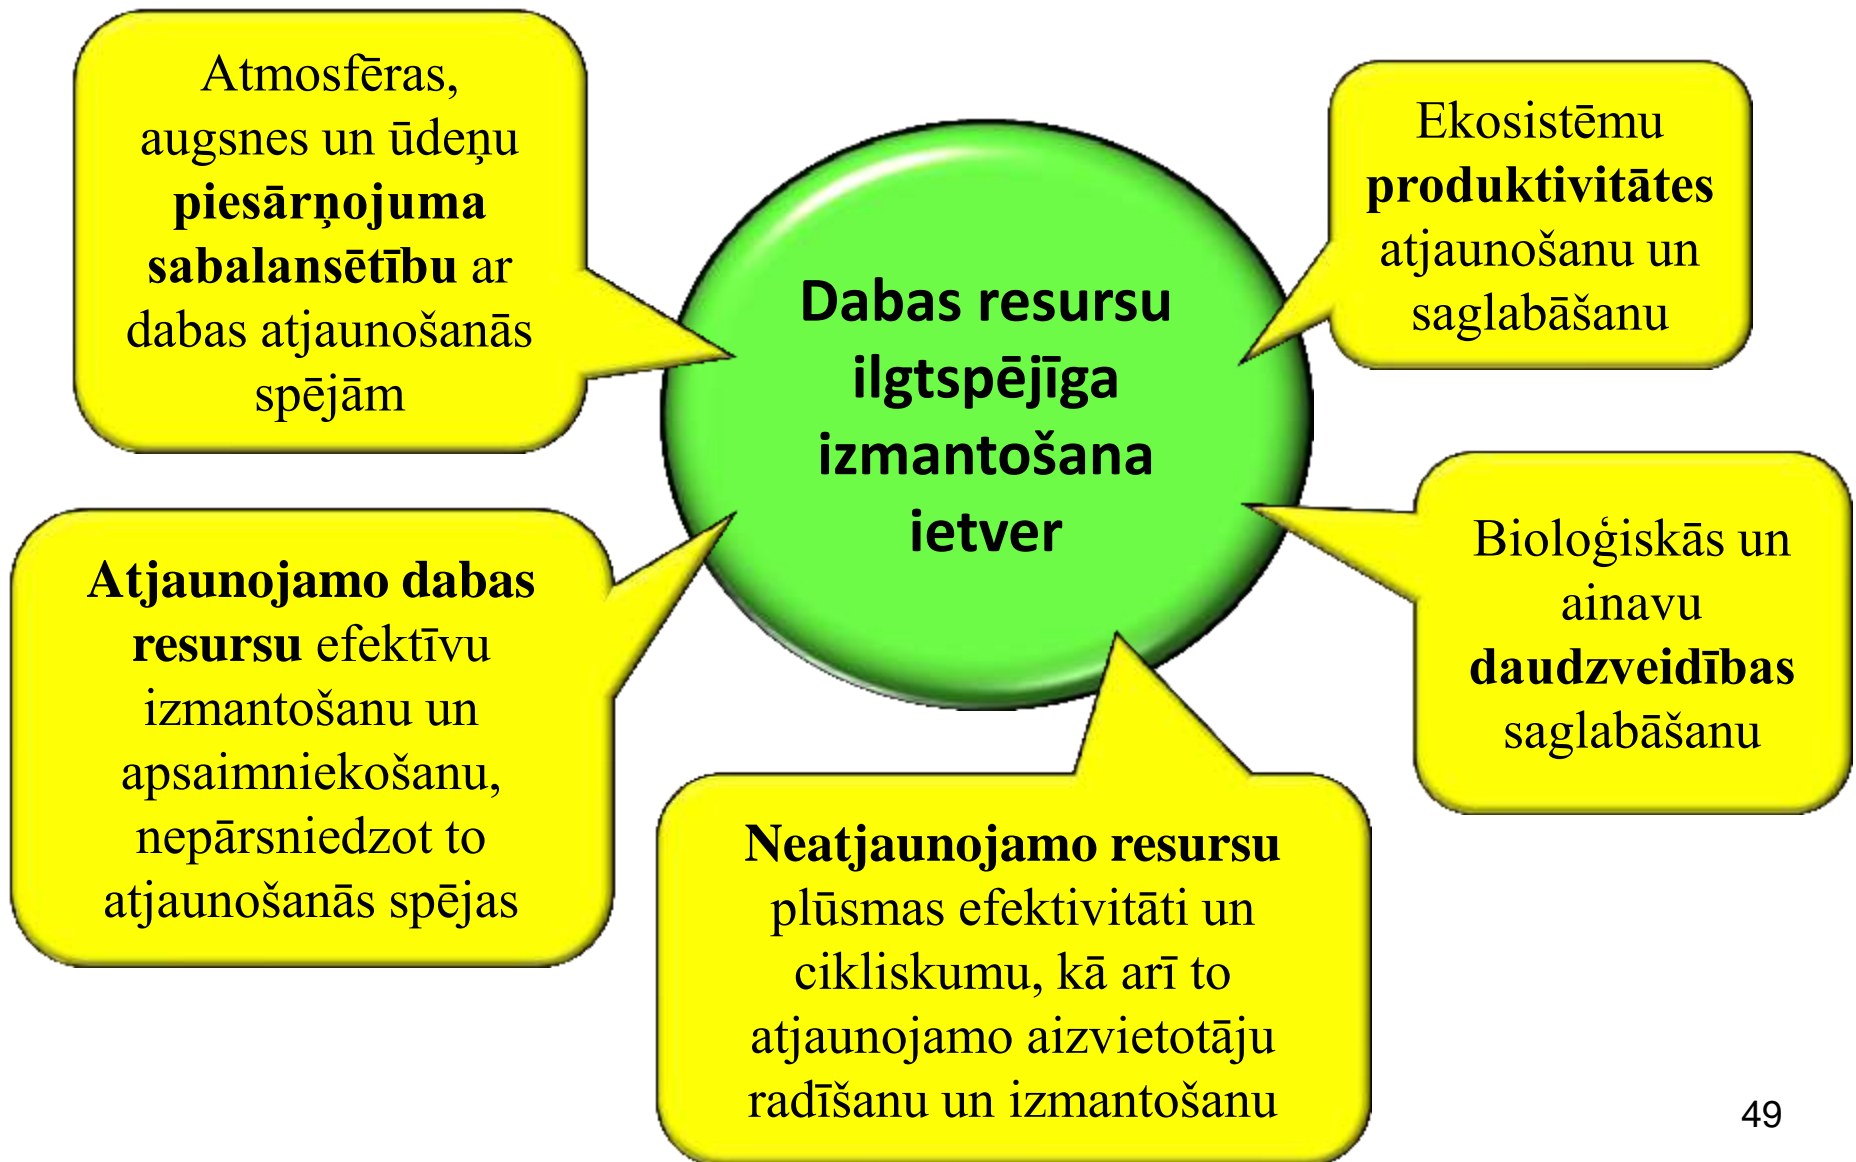 Atmosfēras,
augsnes un ūdeņu
piesārņojuma
sabalansētību ar
dabas atjaunošanās
spējām
Ekosistēmu
produktivitātes
atjaunošanu un
saglabāšanu
Dabas resursu
ilgtspējīga
izmantošana
ietver
Atjaunojamo dabas
resursu efektīvu
izmantošanu un
apsaimniekošanu,
nepārsniedzot to
atjaunošanās spējas
Bioloģiskās un
ainavu
daudzveidības
saglabāšanu
Neatjaunojamo resursu
plūsmas efektivitāti un
cikliskumu, kā arī to
atjaunojamo aizvietotāju
radīšanu un izmantošanu
49